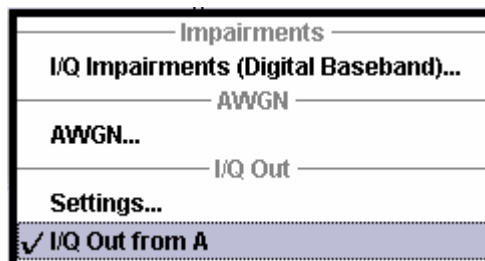 Impairments
I/Q Impairments (Digital Baseband)...
AWGN
AWGN...
I/Q Out
Settings...
✓ I/Q Out from A